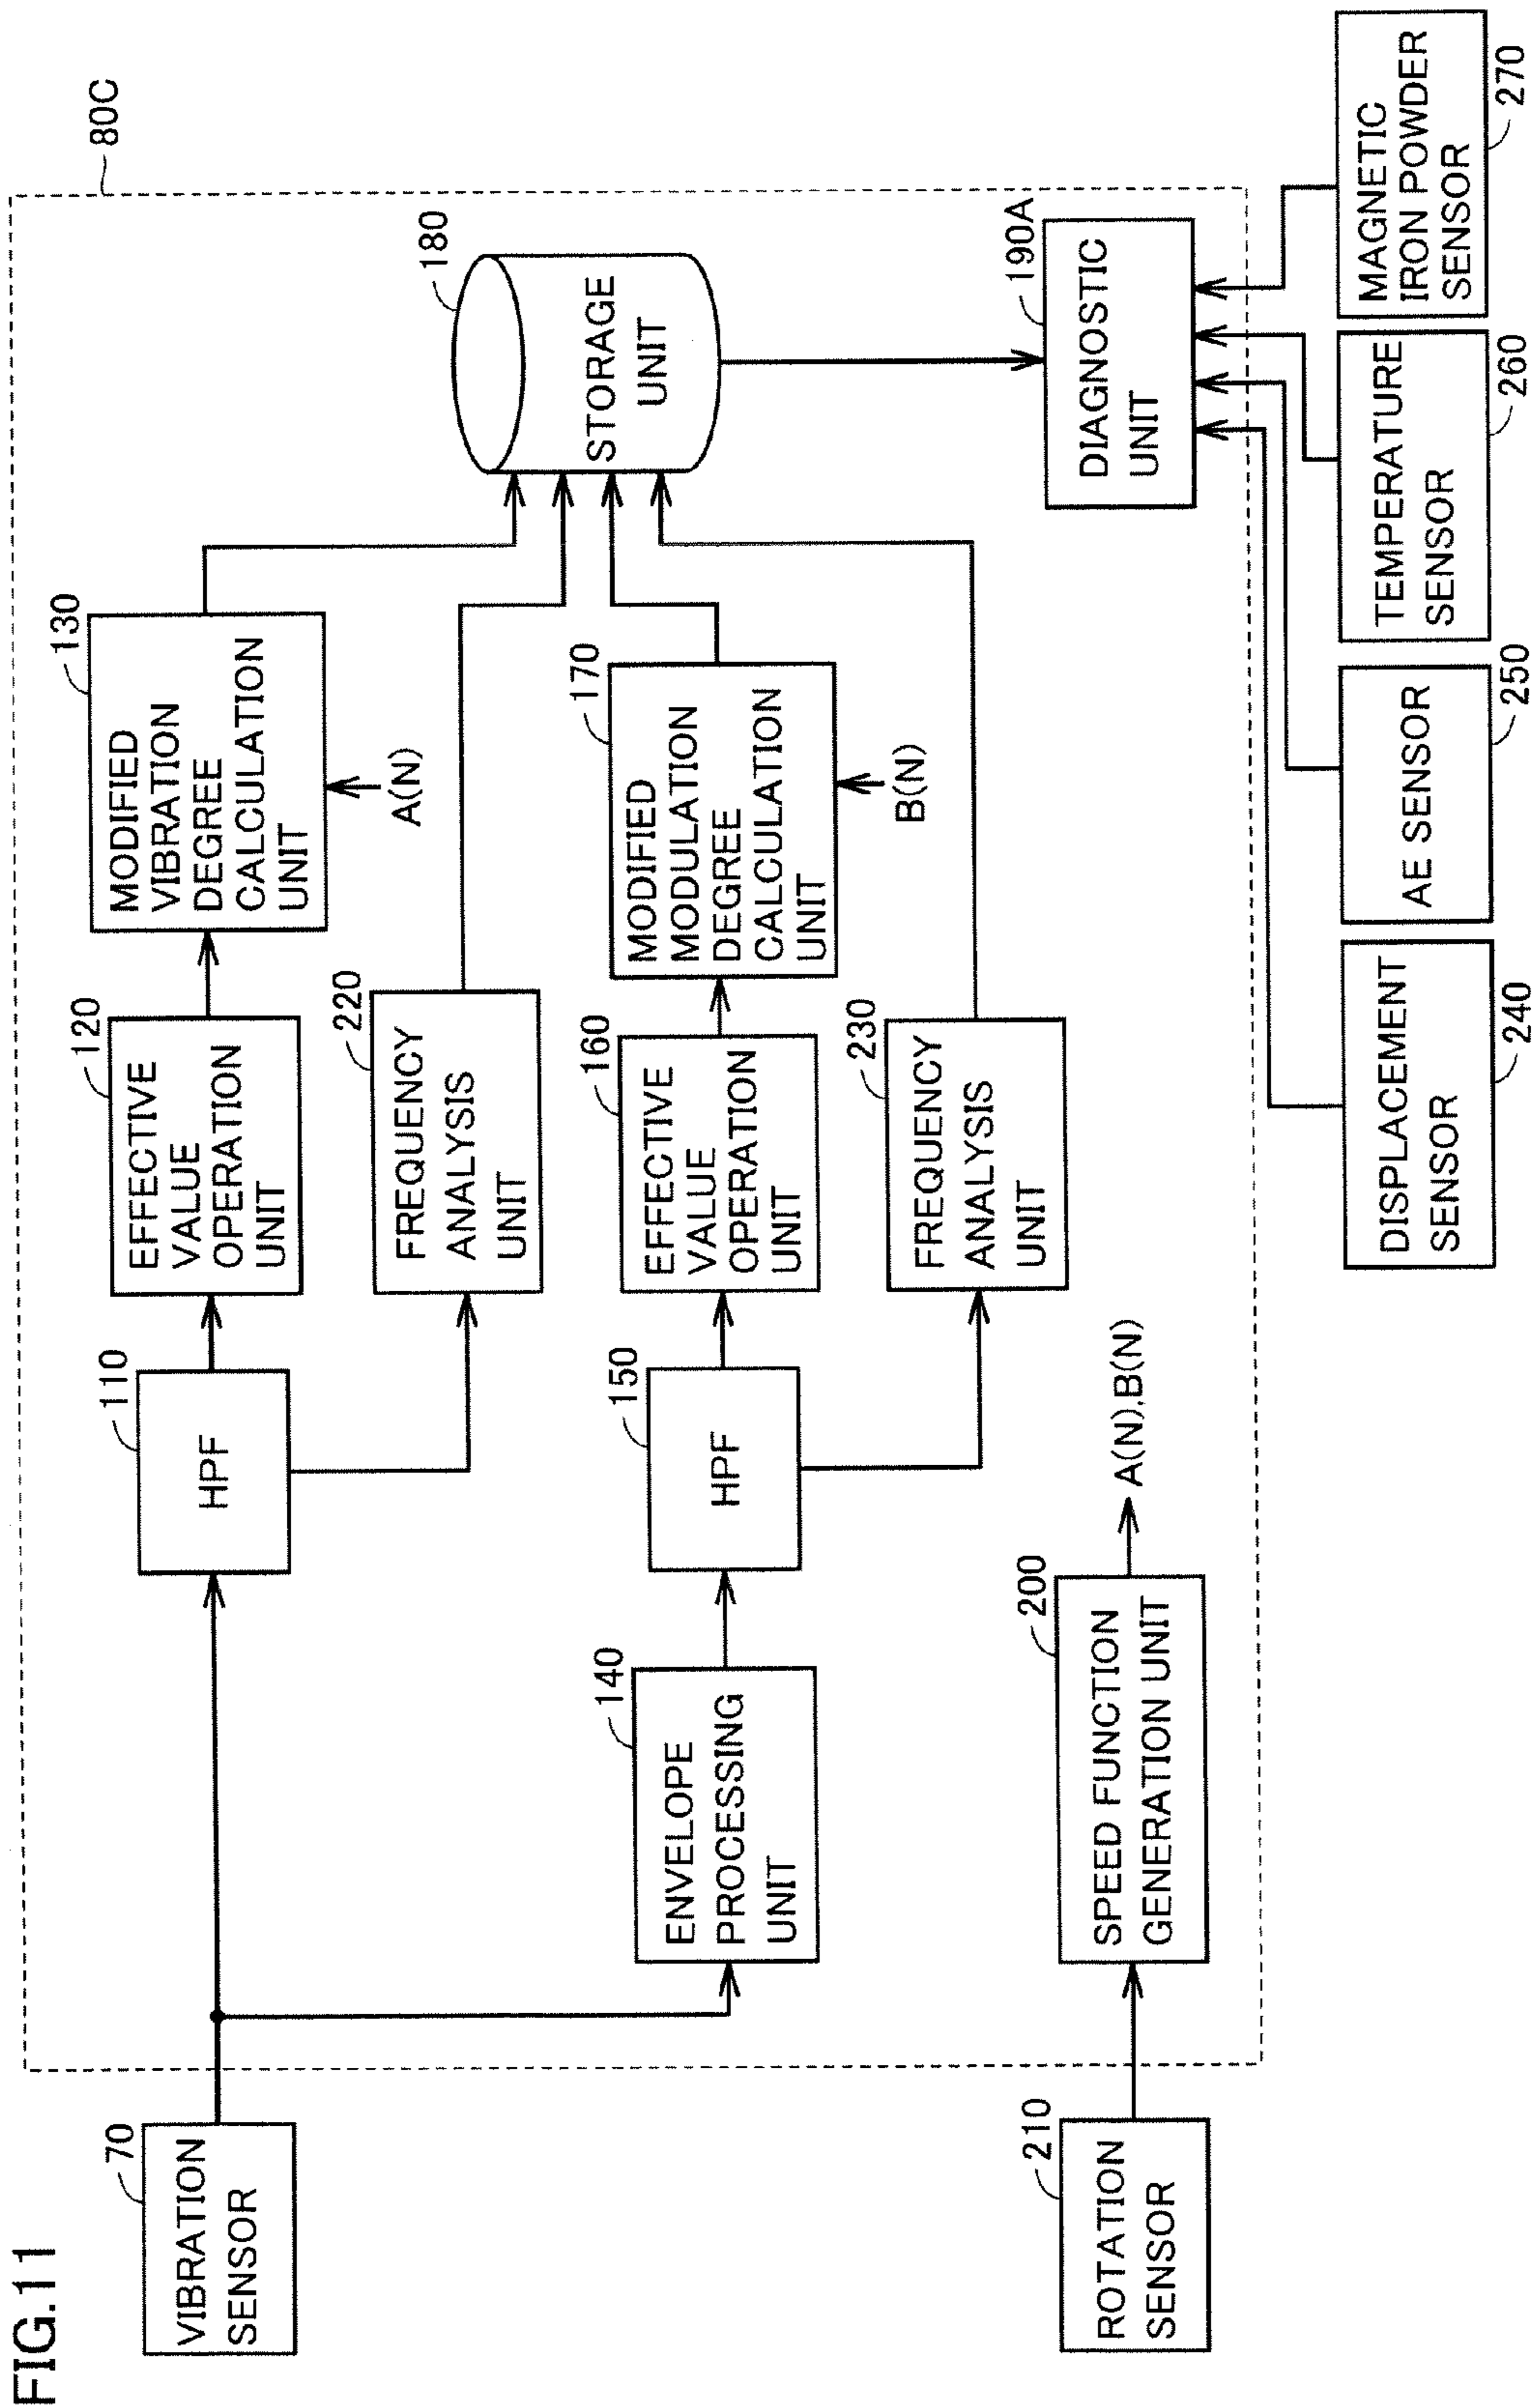 FIG.11
80C
70
VIBRATION
SENSOR
110
HPF
120
EFFECTIVE
VALUE
OPERATION
UNIT
130
MODIFIED
VIBRATION
DEGREE
CALCULATION
UNIT
A(N)
220
FREQUENCY
ANALYSIS
UNIT
180
STORAGE
UNIT
140
ENVELOPE
PROCESSING
UNIT
150
HPF
160
EFFECTIVE
VALUE
OPERATION
UNIT
170
MODIFIED
MODULATION
DEGREE
CALCULATION
UNIT
B(N)
230
FREQUENCY
ANALYSIS
UNIT
210
ROTATION
SENSOR
200
SPEED FUNCTION
GENERATION UNIT
A(N),B(N)
190A
DIAGNOSTIC
UNIT
DISPLACEMENT
SENSOR
240
AE SENSOR
250
TEMPERATURE
SENSOR
260
MAGNETIC
IRON POWDER
SENSOR
270